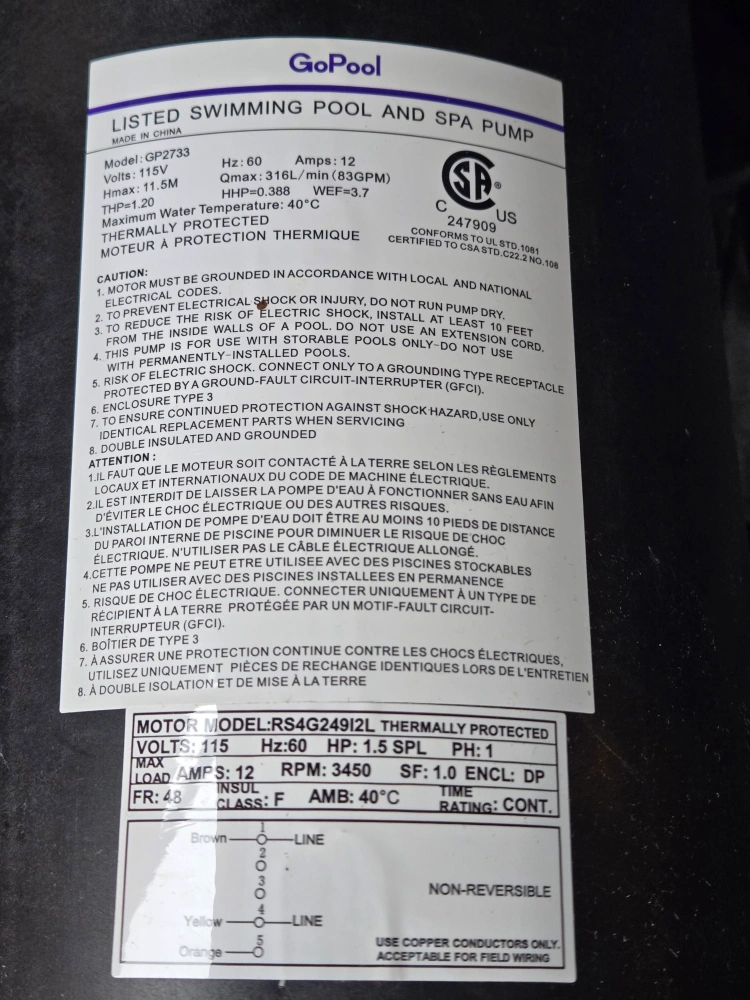 GoPool
LISTED SWIMMING POOL AND SPA PUMP
MADE IN CHINA
Model: GP2733 Hz: 60 Amps: 12
Volts: 115V Qmax: 316L/min (83GPM)
Hmax: 11.5M HHP=0.388 WEF=3.7
THP=1.20
Maximum Water Temperature: 40°C
THERMALLY PROTECTED
MOTEUR À PROTECTION THERMIQUE
SA®
C US
247909
CONFORMS TO UL STD.1081
CERTIFIED TO CSA STD.C22.2 NO.108
CAUTION:
1. MOTOR MUST BE GROUNDED IN ACCORDANCE WITH LOCAL AND NATIONAL
ELECTRICAL CODES.
2. TO PREVENT ELECTRICAL SHOCK OR INJURY, DO NOT RUN PUMP DRY.
3. TO REDUCE THE RISK OF ELECTRIC SHOCK, INSTALL AT LEAST 10 FEET
FROM THE INSIDE WALLS OF A POOL. DO NOT USE AN EXTENSION CORD.
4. THIS PUMP IS FOR USE WITH STORABLE POOLS ONLY-DO NOT USE
WITH PERMANENTLY-INSTALLED POOLS.
5. RISK OF ELECTRIC SHOCK. CONNECT ONLY TO A GROUNDING TYPE RECEPTACLE
PROTECTED BY A GROUND-FAULT CIRCUIT-INTERRUPTER (GFCI).
6. ENCLOSURE TYPE 3
7. TO ENSURE CONTINUED PROTECTION AGAINST SHOCK HAZARD,USE ONLY
IDENTICAL REPLACEMENT PARTS WHEN SERVICING
8. DOUBLE INSULATED AND GROUNDED
ATTENTION :
1.IL FAUT QUE LE MOTEUR SOIT CONTACTÉ À LA TERRE SELON LES RÈGLEMENTS
LOCAUX ET INTERNATIONAUX DU CODE DE MACHINE ÉLECTRIQUE.
2.IL EST INTERDIT DE LAISSER LA POMPE D'EAU À FONCTIONNER SANS EAU AFIN
D'ÉVITER LE CHOC ÉLECTRIQUE OU DES AUTRES RISQUES.
3.L'INSTALLATION DE POMPE D'EAU DOIT ÊTRE AU MOINS 10 PIEDS DE DISTANCE
DU PAROI INTERNE DE PISCINE POUR DIMINUER LE RISQUE DE CHOC
ÉLECTRIQUE. N'UTILISER PAS LE CÂBLE ÉLECTRIQUE ALLONGÉ.
4.CETTE POMPE NE PEUT ETRE UTILISEE AVEC DES PISCINES STOCKABLES
NE PAS UTILISER AVEC DES PISCINES INSTALLEES EN PERMANENCE
5. RISQUE DE CHOC ÉLECTRIQUE. CONNECTER UNIQUEMENT À UN TYPE DE
RÉCIPIENT À LA TERRE PROTÉGÉE PAR UN MOTIF-FAULT CIRCUIT-
INTERRUPTEUR (GFCI).
6. BOÎTIER DE TYPE 3
7. À ASSURER UNE PROTECTION CONTINUE CONTRE LES CHOCS ÉLECTRIQUES,
UTILISEZ UNIQUEMENT PIÈCES DE RECHANGE IDENTIQUES LORS DE L'ENTRETIEN
8. À DOUBLE ISOLATION ET DE MISE À LA TERRE
MOTOR MODEL:RS4G249I2L THERMALLY PROTECTED
VOLTS: 115 Hz:60 HP: 1.5 SPL PH: 1
MAX LOAD AMPS: 12 RPM: 3450 SF: 1.0 ENCL: DP
FR: 48 INSUL CLASS: F AMB: 40°C TIME RATING: CONT.
Brown 1 LINE
2
3
NON-REVERSIBLE
Yellow 4 LINE
Orange 5
USE COPPER CONDUCTORS ONLY.
ACCEPTABLE FOR FIELD WIRING